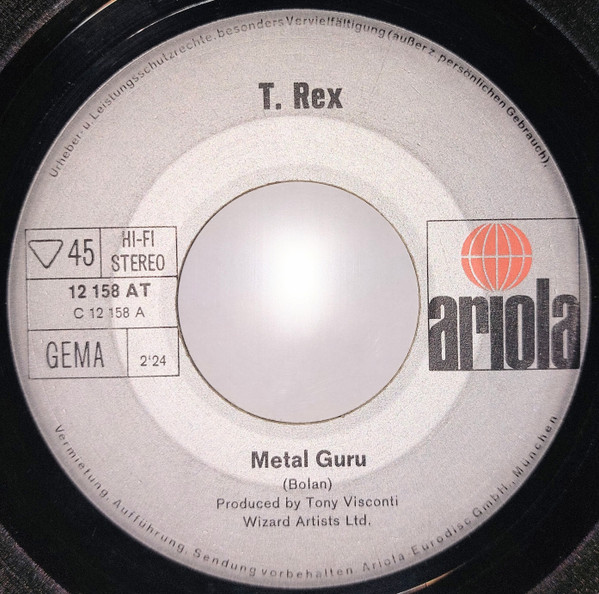 Urheber- u. Leistungsschutzrechte, besonders Vervielfältigung (außer z. persönlichen Gebrauch),
T. Rex
45
HI-FI
STEREO
12 158 AT
C 12 158 A
GEMA
2'24
ariola
Metal Guru
(Bolan)
Produced by Tony Visconti
Wizard Artists Ltd.
Vermietung, Aufführung, Sendung vorbehalten. Ariola Eurodisc GmbH., München